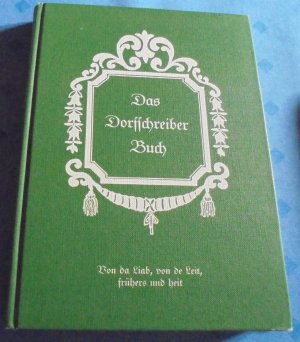 Das
Dorfschreiber
Buch
Von da Liab, von de Leit,
frühers und heit